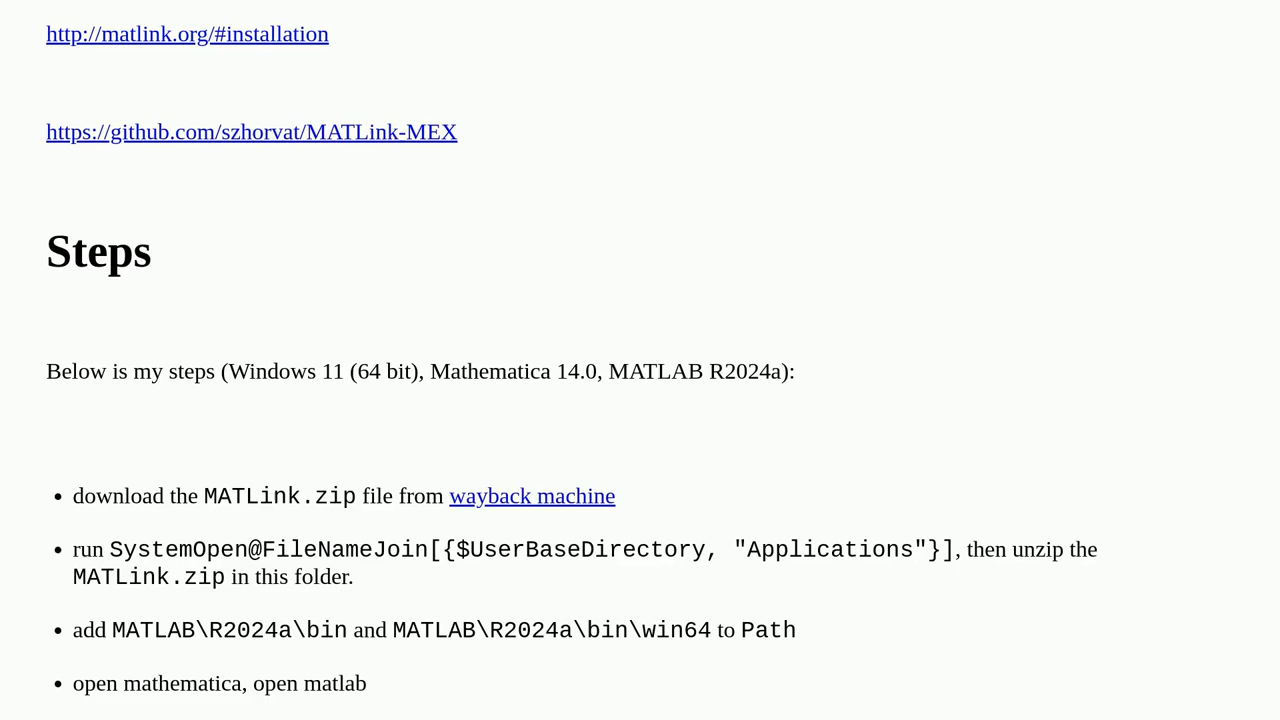 http://matlink.org/#installation
https://github.com/szhorvat/MATLink-MEX
Steps
Below is my steps (Windows 11 (64 bit), Mathematica 14.0, MATLAB R2024a):
• download the MATLink.zip file from wayback machine
• run SystemOpen@FileNameJoin[{$UserBaseDirectory, "Applications"}], then unzip the
MATLink.zip in this folder.
• add MATLAB\R2024a\bin and MATLAB\R2024a\bin\win64 to Path
• open mathematica, open matlab